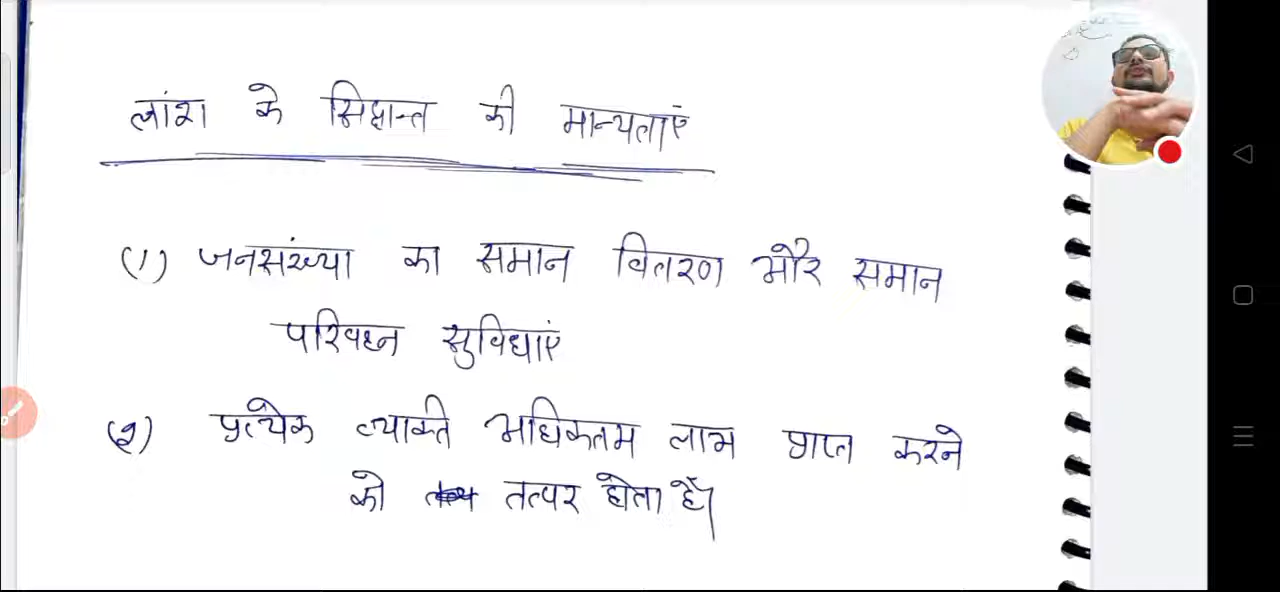 लांश के सिद्धान्त की मान्यताएं
(1) जनसंख्या का समान वितरण और समान
परिवहन सुविधाएं
(2) प्रत्येक व्यक्ति अधिकतम लाभ प्राप्त करने
को तत्पर होता है।